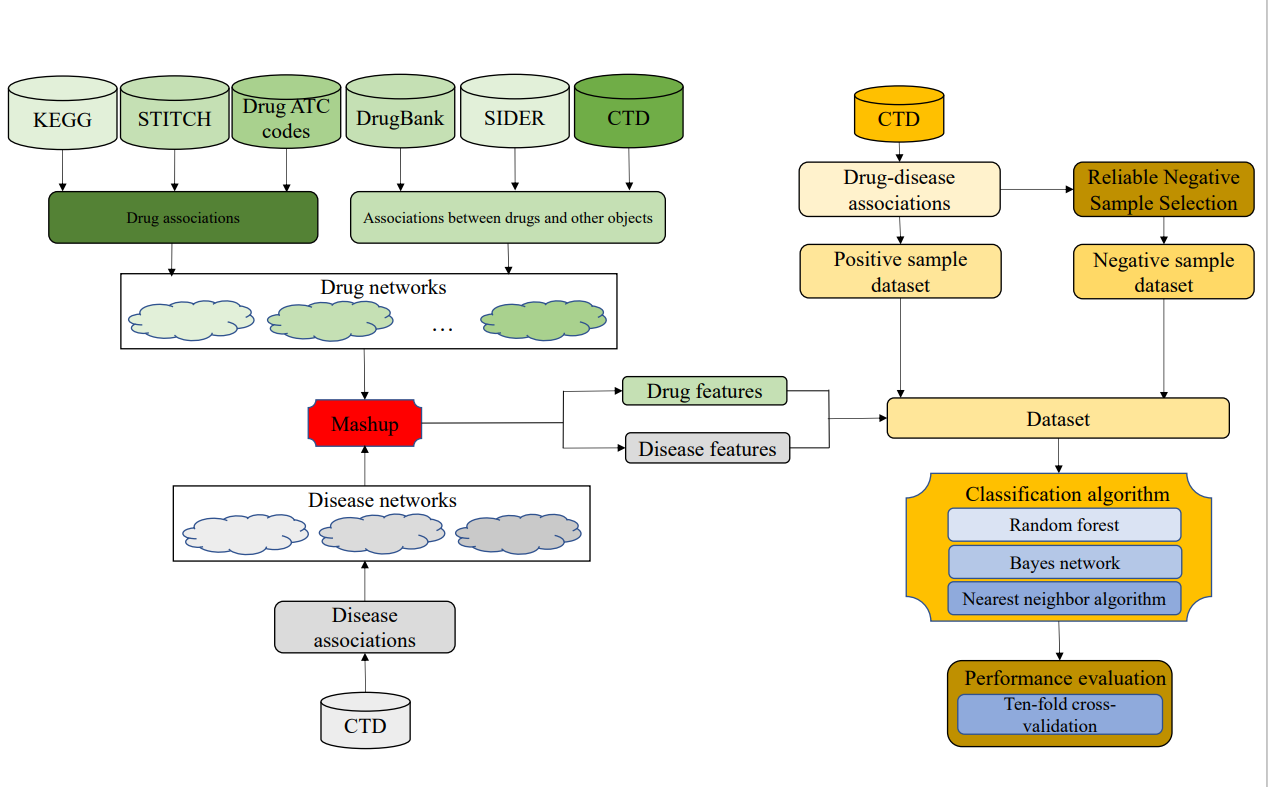 KEGG
STITCH
Drug ATC
codes
DrugBank
SIDER
CTD
Drug associations
Associations between drugs and other objects
Drug networks
...
Mashup
Disease networks
Disease
associations
CTD
Drug features
Disease features
CTD
Drug-disease
associations
Reliable Negative
Sample Selection
Positive sample
dataset
Negative sample
dataset
Dataset
Classification algorithm
Random forest
Bayes network
Nearest neighbor algorithm
Performance evaluation
Ten-fold cross-
validation